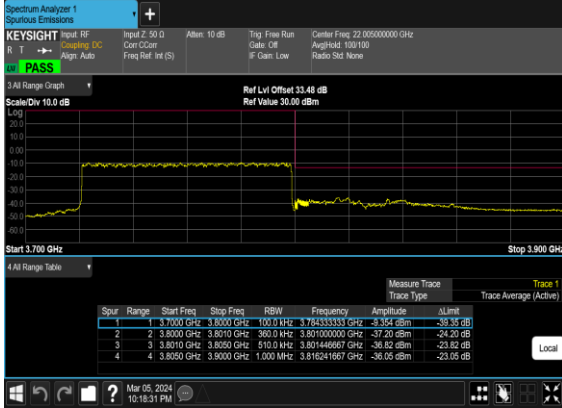 Spectrum Analyzer 1
Spurious Emissions
+
KEYSIGHT Input: RF Input Z: 50 Ω Atten: 10 dB Trig: Free Run Center Freq: 22.005000000 GHz
R T Coupling: DC Corr CCorr Gate: Off Avg|Hold: 100/100
Align: Auto Freq Ref: Int (S) IF Gain: Low Radio Std: None
PASS
3 All Range Graph
Ref Lvl Offset 33.48 dB
Scale/Div 10.0 dB Ref Value 30.00 dBm
Log
20.0
10.0
0.00
-10.0
-20.0
-30.0
-40.0
-50.0
-60.0
Start 3.700 GHz Stop 3.900 GHz
4 All Range Table
Measure Trace Trace 1
Trace Type Trace Average (Active)
Spur Range Start Freq Stop Freq RBW Frequency Amplitude ΔLimit
1 1 3.7000 GHz 3.8000 GHz 100.0 kHz 3.784333333 GHz -9.354 dBm -39.35 dB
2 2 3.8000 GHz 3.8010 GHz 360.0 kHz 3.801000000 GHz -37.20 dBm -24.20 dB
3 3 3.8010 GHz 3.8050 GHz 510.0 kHz 3.801446667 GHz -36.82 dBm -23.82 dB
4 4 3.8050 GHz 3.9000 GHz 1.000 MHz 3.816241667 GHz -36.05 dBm -23.05 dB
Local
? Mar 05, 2024
10:18:31 PM